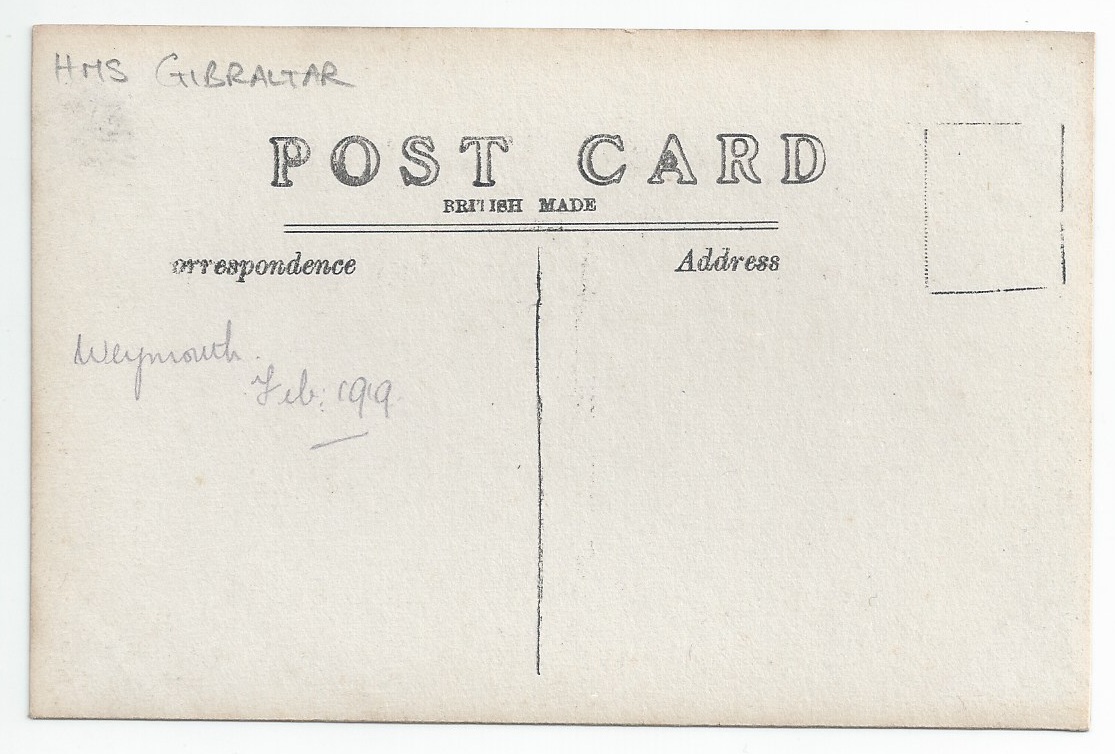 HMS GIBRALTAR
POST CARD
BRITISH MADE
orrespondence
Address
Weymouth.
Feb: 1919